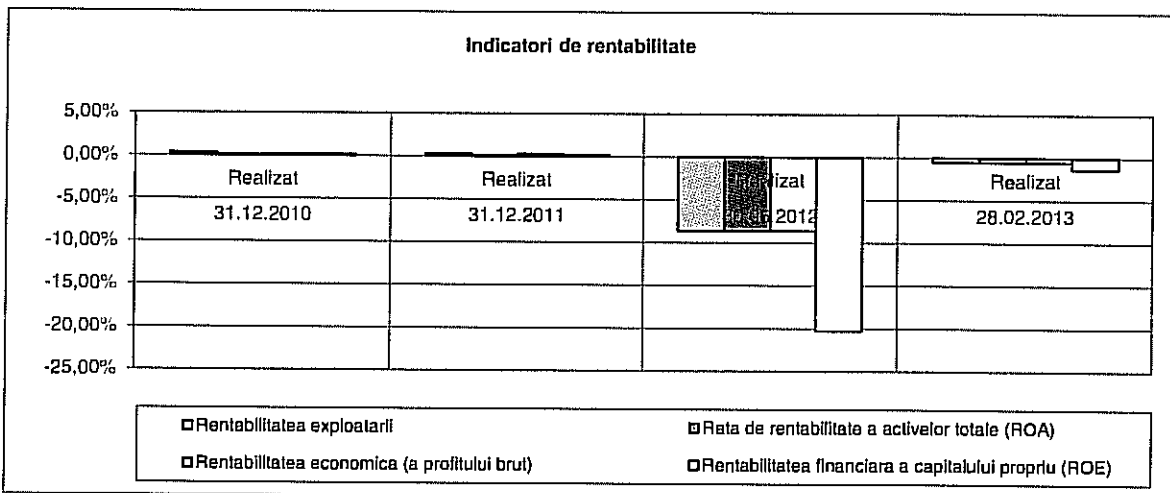 Indicatori de rentabilitate
5,00%
0,00%
-5,00%
-10,00%
-15,00%
-20,00%
-25,00%
Realizat
31.12.2010
Realizat
31.12.2011
2012
Realizat
28.02.2013
Rentabilitatea exploatarii
Rata de rentabilitate a activelor totale (ROA)
Rentabilitatea economica (a profitului brut)
Rentabilitatea financiara a capitalului propriu (ROE)